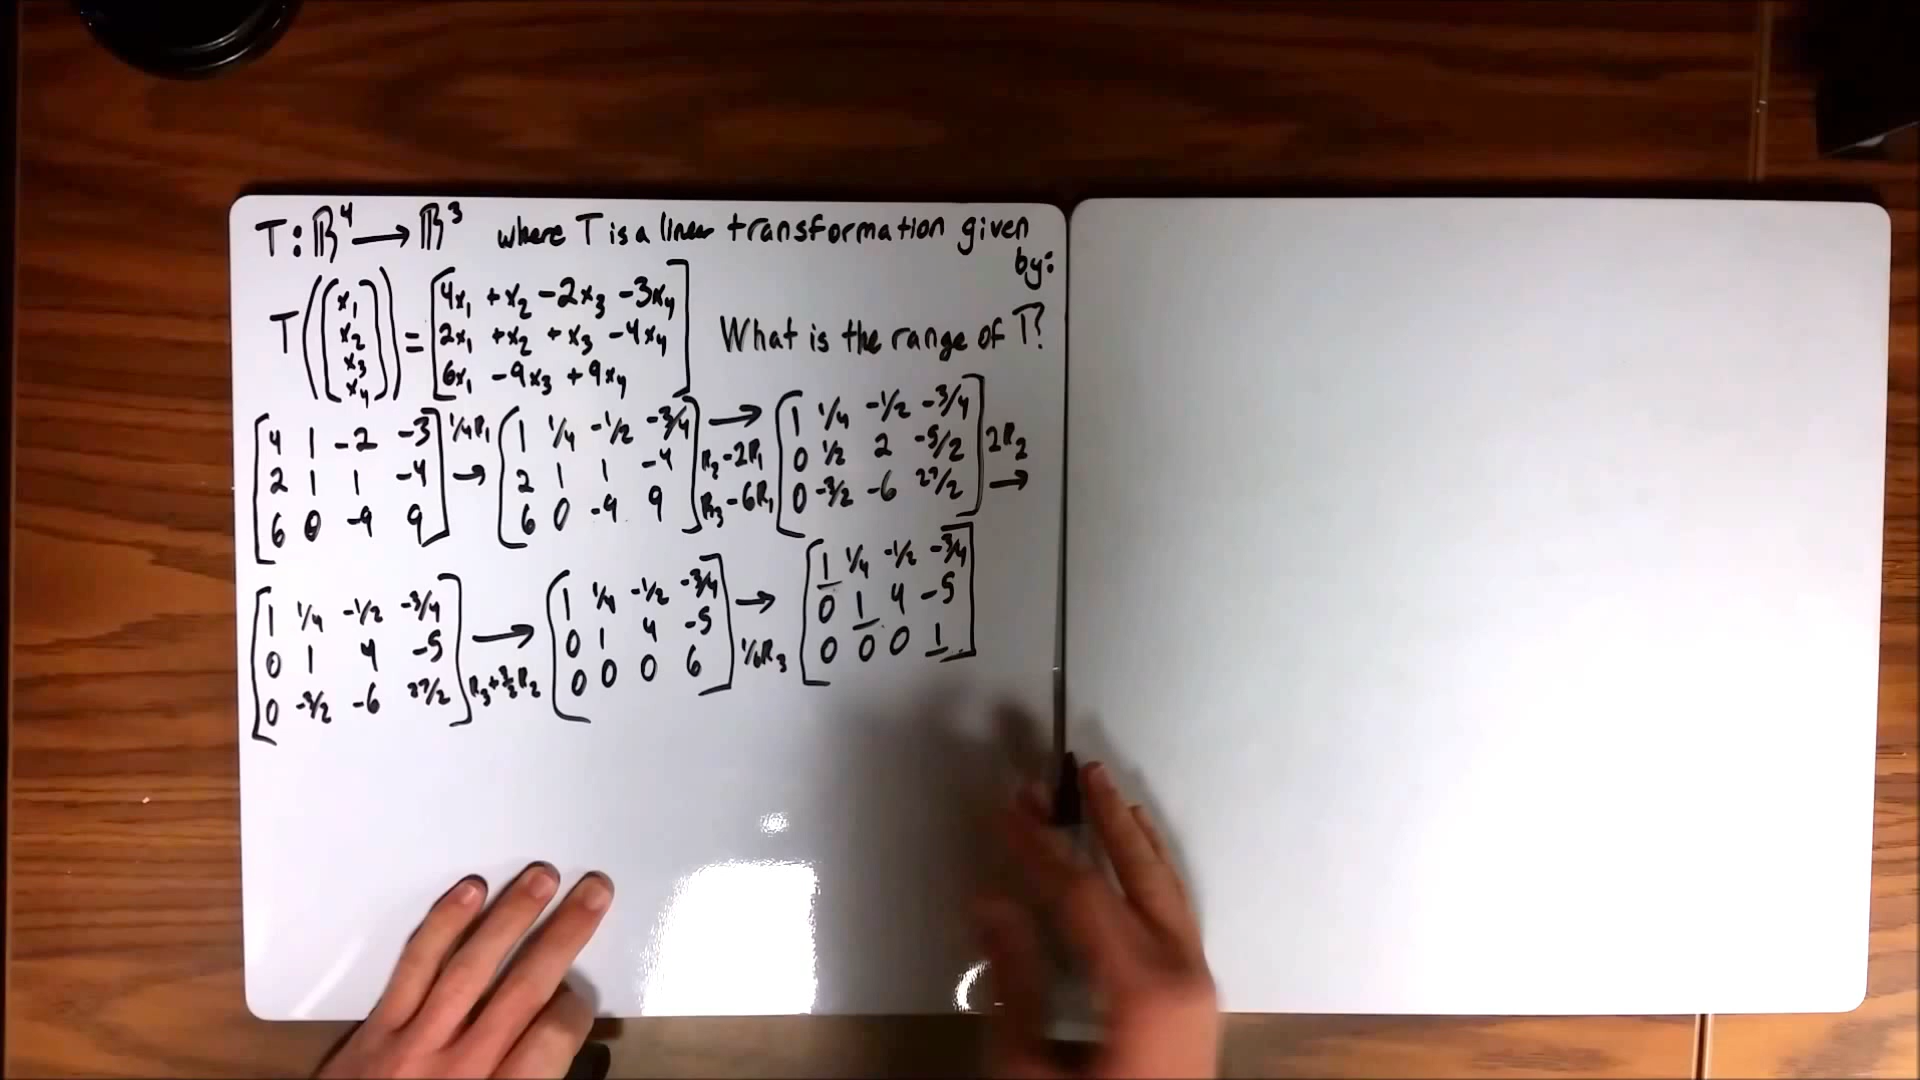 T: ℝ⁴ → ℝ³ where T is a linear transformation given
by:
T([x₁ x₂ x₃ x₄]) = [4x₁ + x₂ - 2x₃ - 3x₄
2x₁ + x₂ + x₃ - 4x₄
6x₁ - 9x₃ + 9x₄]
What is the range of T?
[4 1 -2 -3] 1/4R₁ [1 1/4 -1/2 -3/4] → [1 1/4 -1/2 -3/4]
[2 1 1 -4] → [2 1 1 -4] R₂-2R₁ [0 1/2 2 -5/2] 2R₂
[6 0 -9 9] [6 0 -9 9] R₃-6R₁ [0 -3/2 -6 27/2] →
[1 1/4 -1/2 -3/4] [1 1/4 -1/2 -3/4] [1 1/4 -1/2 -3/4]
[0 1 4 -5] → [0 1 4 -5] → [0 1 4 -5]
[0 -3/2 -6 27/2] R₃+3/2R₂ [0 0 0 6] 1/6R₃ [0 0 0 1]